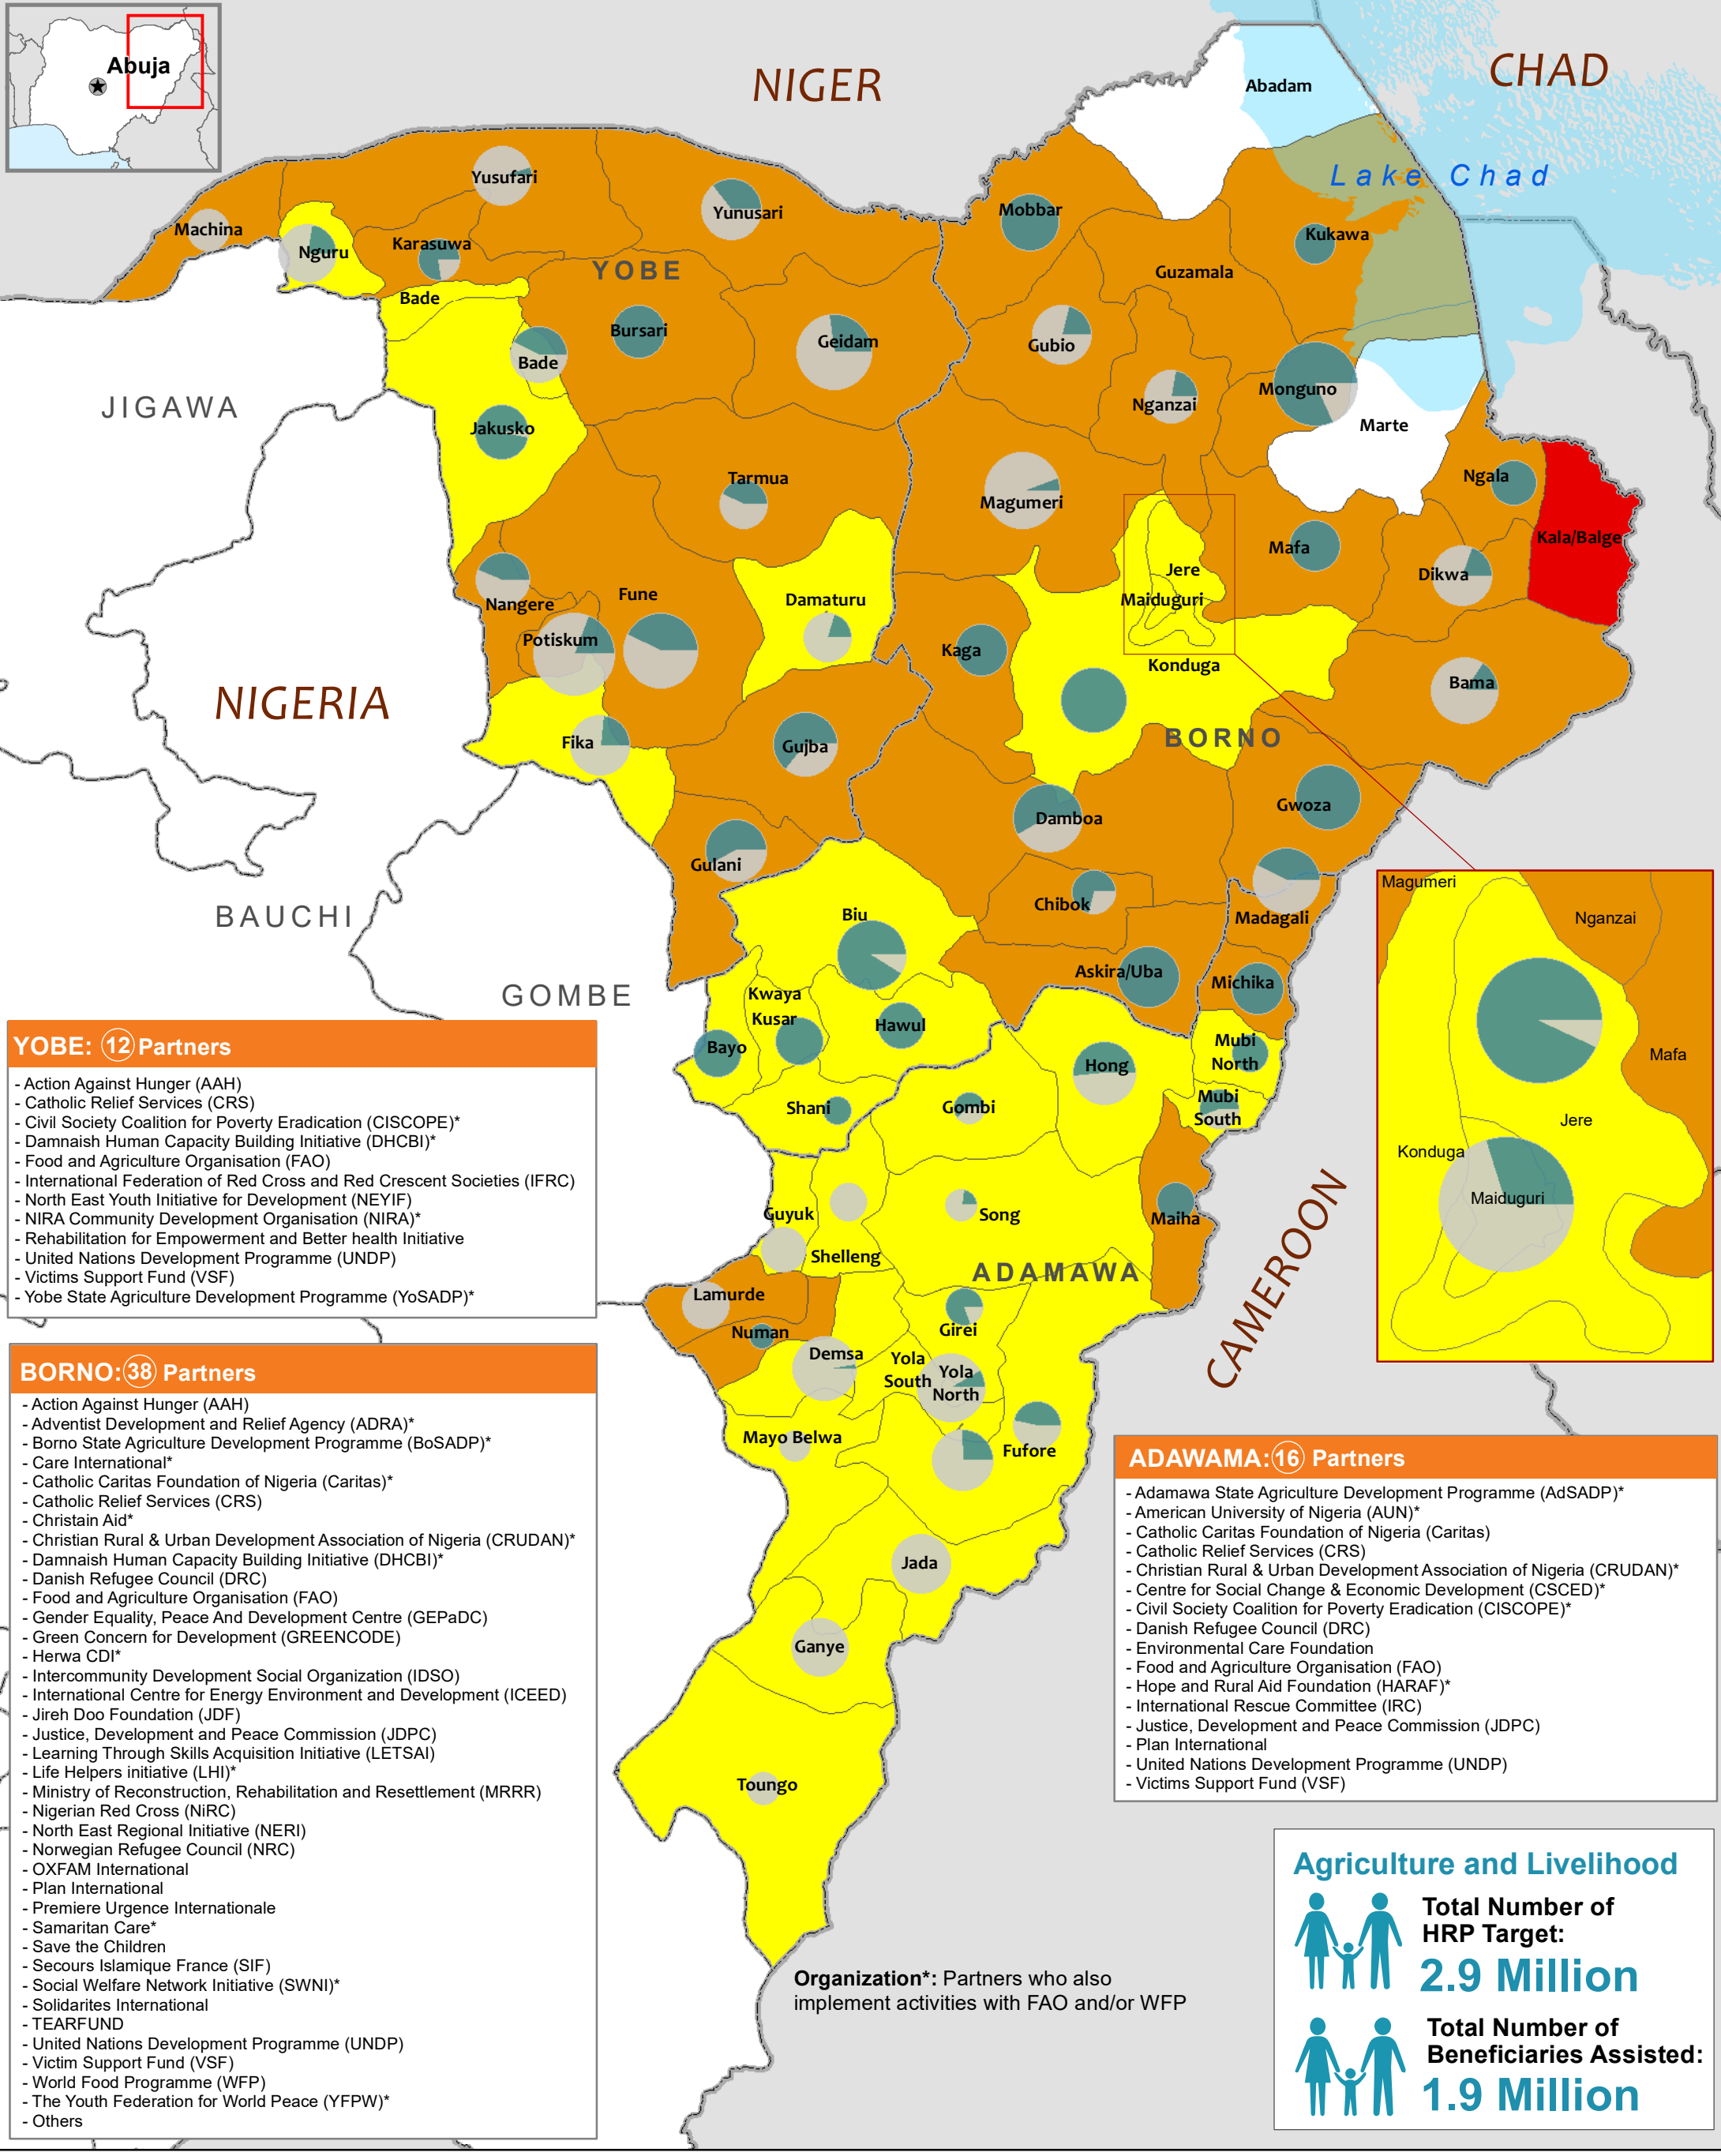 Abuja
NIGER
CHAD
Abadam
Lake Chad
Yusufari
Yunusari
Mobbar
Machina
Nguru
Karasuwa
Kukawa
YOBE
Guzamala
Bade
Bursari
Geidam
Gubio
Bade
Monguno
Nganzai
JIGAWA
Jakusko
Marte
Tarmua
Magumeri
Ngala
Kala/Balge
Mafa
Dikwa
Jere
Nangere
Fune
Damaturu
Maiduguri
Potiskum
Kaga
Konduga
Bama
NIGERIA
Fika
Gujba
BORNO
Gwoza
Damboa
Gulani
Chibok
Biu
Madagali
BAUCHI
Askira/Uba
Michika
GOMBE
Kwaya
Kusar
Hawul
Bayo
Mubi
North
Hong
Shani
Gombi
Mubi
South
Guyuk
Song
Maiha
Shelleng
ADAMAWA
CAMEROON
Lamurde
Numan
Girei
Demsa
Yola
South
Yola
North
Mayo Belwa
Fufore
Jada
Ganye
Toungo
Magumeri
Nganzai
Mafa
Jere
Konduga
Maiduguri
YOBE: 12 Partners
- Action Against Hunger (AAH)
- Catholic Relief Services (CRS)
- Civil Society Coalition for Poverty Eradication (CISCOPE)*
- Damnaish Human Capacity Building Initiative (DHCBI)*
- Food and Agriculture Organisation (FAO)
- International Federation of Red Cross and Red Crescent Societies (IFRC)
- North East Youth Initiative for Development (NEYIF)
- NIRA Community Development Organisation (NIRA)*
- Rehabilitation for Empowerment and Better health Initiative
- United Nations Development Programme (UNDP)
- Victims Support Fund (VSF)
- Yobe State Agriculture Development Programme (YoSADP)*
BORNO: 38 Partners
- Action Against Hunger (AAH)
- Adventist Development and Relief Agency (ADRA)*
- Borno State Agriculture Development Programme (BoSADP)*
- Care International*
- Catholic Caritas Foundation of Nigeria (Caritas)*
- Catholic Relief Services (CRS)
- Christain Aid*
- Christian Rural & Urban Development Association of Nigeria (CRUDAN)*
- Damnaish Human Capacity Building Initiative (DHCBI)*
- Danish Refugee Council (DRC)
- Food and Agriculture Organisation (FAO)
- Gender Equality, Peace And Development Centre (GEPaDC)
- Green Concern for Development (GREENCODE)
- Herwa CDI*
- Intercommunity Development Social Organization (IDSO)
- International Centre for Energy Environment and Development (ICEED)
- Jireh Doo Foundation (JDF)
- Justice, Development and Peace Commission (JDPC)
- Learning Through Skills Acquisition Initiative (LETSAI)
- Life Helpers initiative (LHI)*
- Ministry of Reconstruction, Rehabilitation and Resettlement (MRRR)
- Nigerian Red Cross (NiRC)
- North East Regional Initiative (NERI)
- Norwegian Refugee Council (NRC)
- OXFAM International
- Plan International
- Premiere Urgence Internationale
- Samaritan Care*
- Save the Children
- Secours Islamique France (SIF)
- Social Welfare Network Initiative (SWNI)*
- Solidarites International
- TEARFUND
- United Nations Development Programme (UNDP)
- Victim Support Fund (VSF)
- World Food Programme (WFP)
- The Youth Federation for World Peace (YFPW)*
- Others
ADAWAMA: 16 Partners
- Adamawa State Agriculture Development Programme (AdSADP)*
- American University of Nigeria (AUN)*
- Catholic Caritas Foundation of Nigeria (Caritas)
- Catholic Relief Services (CRS)
- Christian Rural & Urban Development Association of Nigeria (CRUDAN)*
- Centre for Social Change & Economic Development (CSCED)*
- Civil Society Coalition for Poverty Eradication (CISCOPE)*
- Danish Refugee Council (DRC)
- Environmental Care Foundation
- Food and Agriculture Organisation (FAO)
- Hope and Rural Aid Foundation (HARAF)*
- International Rescue Committee (IRC)
- Justice, Development and Peace Commission (JDPC)
- Plan International
- United Nations Development Programme (UNDP)
- Victims Support Fund (VSF)
Organization*: Partners who also
implement activities with FAO and/or WFP
Agriculture and Livelihood
Total Number of
HRP Target:
2.9 Million
Total Number of
Beneficiaries Assisted:
1.9 Million